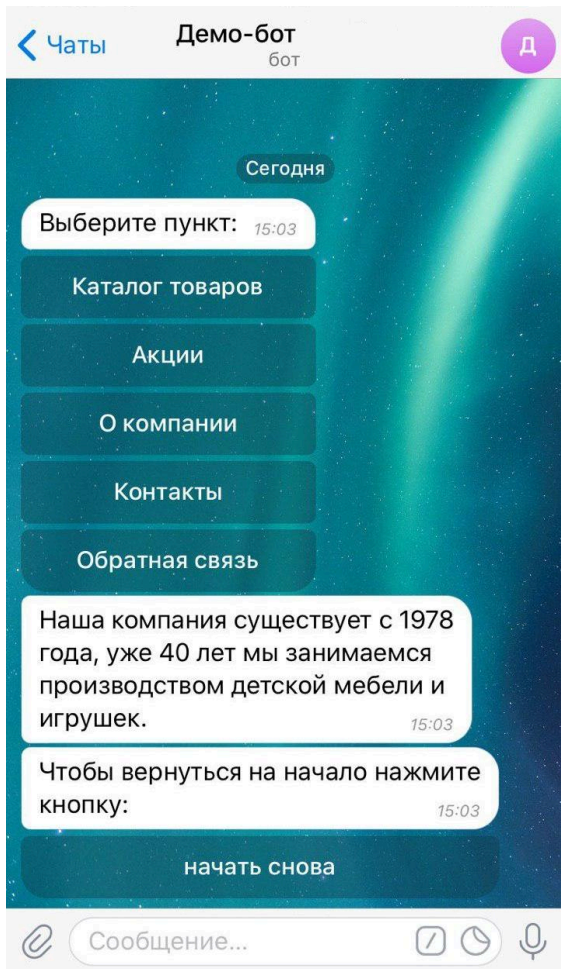 Чаты
Демо-бот
бот
Д
Сегодня
Выберите пункт: 15:03
Каталог товаров
Акции
О компании
Контакты
Обратная связь
Наша компания существует с 1978
года, уже 40 лет мы занимаемся
производством детской мебели и
игрушек. 15:03
Чтобы вернуться на начало нажмите
кнопку: 15:03
начать снова
Сообщение...